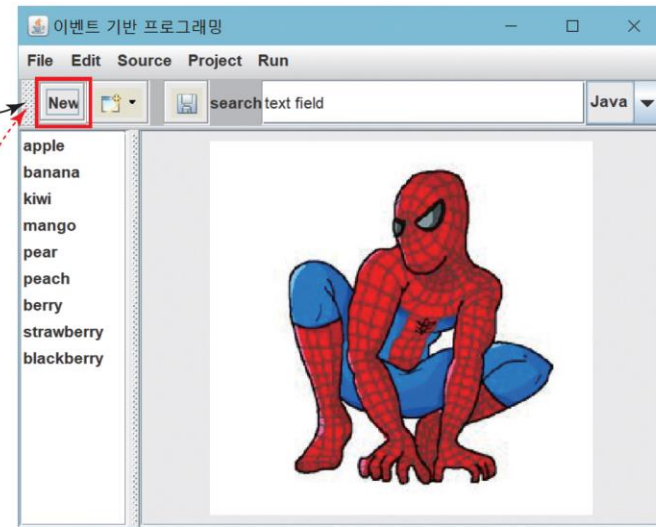 이벤트 기반 프로그래밍
File Edit Source Project Run
New search text field Java
apple
banana
kiwi
mango
pear
peach
berry
strawberry
blackberry